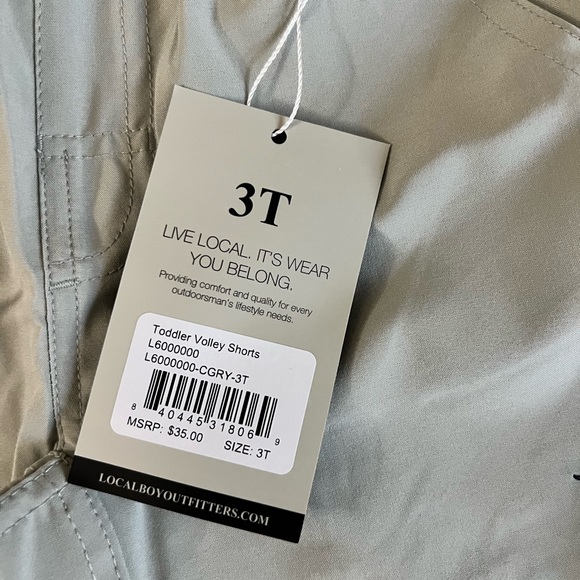 3T
LIVE LOCAL. IT'S WEAR
YOU BELONG.
Providing comfort and quality for every
outdoorsman's lifestyle needs.
Toddler Volley Shorts
L6000000
L6000000-CGRY-3T
8 40445 31806 9
MSRP: $35.00 SIZE: 3T
LOCALBOYOUTFITTERS.COM